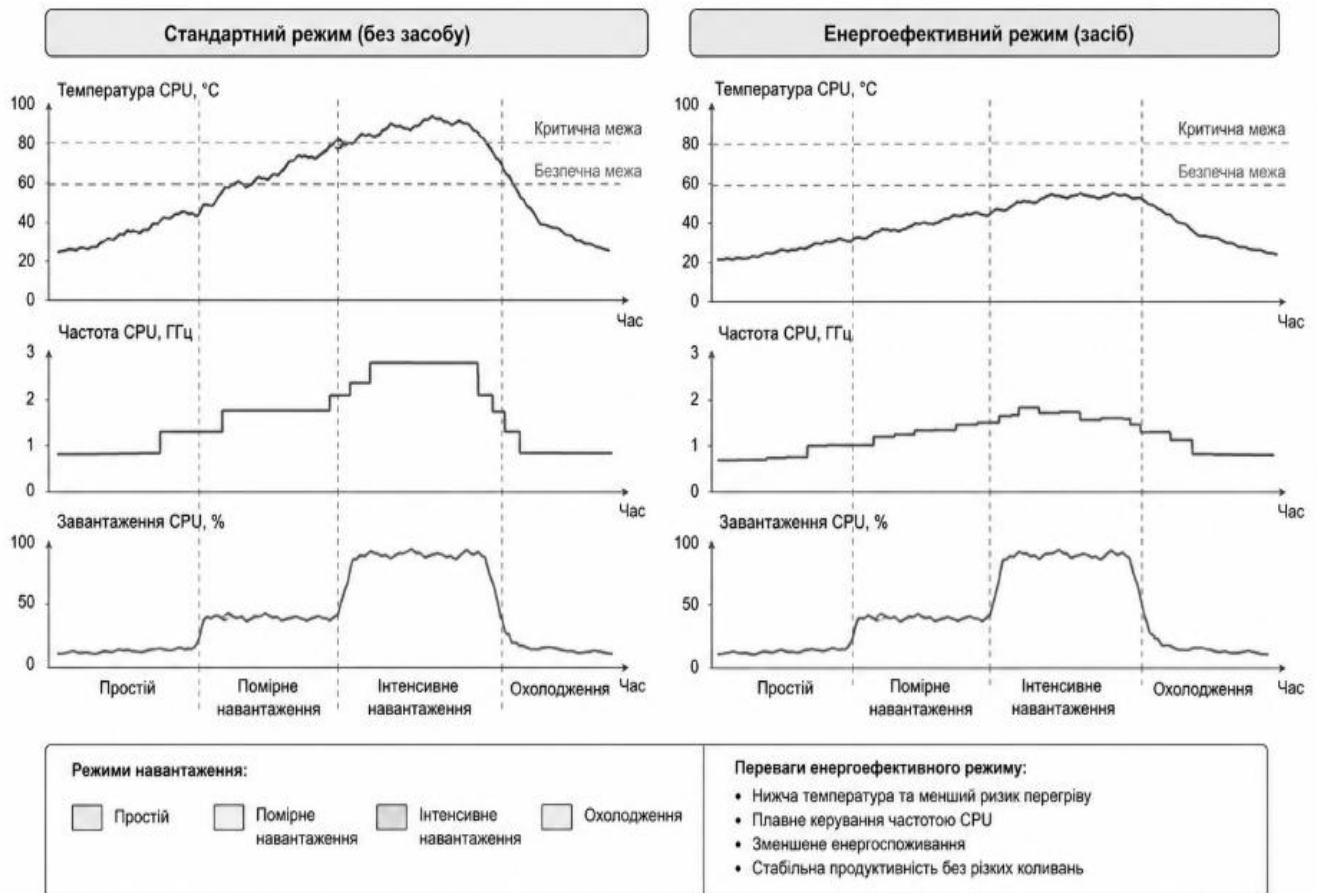 Стандартний режим (без засобу)
Температура CPU, °C
100
80
60
40
20
0
Критична межа
Безпечна межа
Час
Частота CPU, ГГц
3
2
1
0
Час
Завантаження CPU, %
100
50
0
Простій
Помірне
навантаження
Інтенсивне
навантаження
Охолодження
Час
Енергоефективний режим (засіб)
Температура CPU, °C
100
80
60
40
20
0
Критична межа
Безпечна межа
Час
Частота CPU, ГГц
3
2
1
0
Час
Завантаження CPU, %
100
50
0
Простій
Помірне
навантаження
Інтенсивне
навантаження
Охолодження
Час
Режими навантаження:
Простій
Помірне
навантаження
Інтенсивне
навантаження
Охолодження
Переваги енергоефективного режиму:
• Нижча температура та менший ризик перегріву
• Плавне керування частотою CPU
• Зменшене енергоспоживання
• Стабільна продуктивність без різких коливань